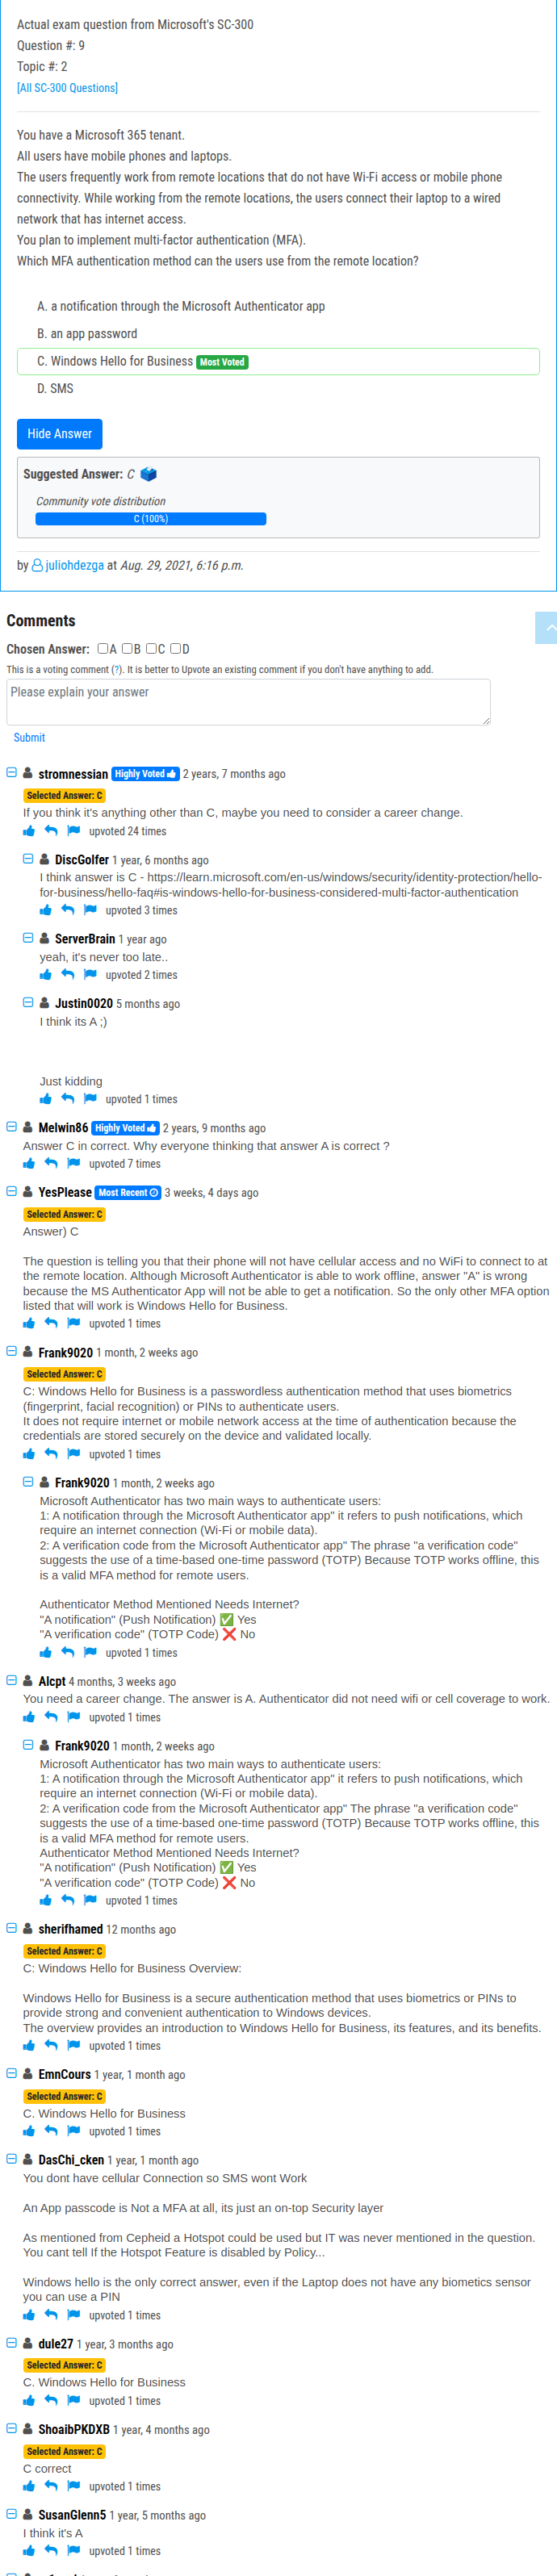 Actual exam question from Microsoft's SC-300
Question #: 9
Topic #: 2
[All SC-300 Questions]
You have a Microsoft 365 tenant.
All users have mobile phones and laptops.
The users frequently work from remote locations that do not have Wi-Fi access or mobile phone
connectivity. While working from the remote locations, the users connect their laptop to a wired
network that has internet access.
You plan to implement multi-factor authentication (MFA).
Which MFA authentication method can the users use from the remote location?
A. a notification through the Microsoft Authenticator app
B. an app password
C. Windows Hello for Business Most Voted
D. SMS
Hide Answer
Suggested Answer: C
Community vote distribution
C (100%)
by juliohdezga at Aug. 29, 2021, 6:16 p.m.
Comments
Chosen Answer: A B C D
This is a voting comment (?). It is better to Upvote an existing comment if you don't have anything to add.
Please explain your answer
Submit
stromnessian Highly Voted 2 years, 7 months ago
Selected Answer: C
If you think it's anything other than C, maybe you need to consider a career change.
upvoted 24 times
DiscGolfer 1 year, 6 months ago
I think answer is C - https://learn.microsoft.com/en-us/windows/security/identity-protection/hello-
for-business/hello-faq#is-windows-hello-for-business-considered-multi-factor-authentication
upvoted 3 times
ServerBrain 1 year ago
yeah, it's never too late..
upvoted 2 times
Justin0020 5 months ago
I think its A ;)
Just kidding
upvoted 1 times
Melwin86 Highly Voted 2 years, 9 months ago
Answer C in correct. Why everyone thinking that answer A is correct ?
upvoted 7 times
YesPlease Most Recent 3 weeks, 4 days ago
Selected Answer: C
Answer) C
The question is telling you that their phone will not have cellular access and no WiFi to connect to at
the remote location. Although Microsoft Authenticator is able to work offline, answer "A" is wrong
because the MS Authenticator App will not be able to get a notification. So the only other MFA option
listed that will work is Windows Hello for Business.
upvoted 1 times
Frank9020 1 month, 2 weeks ago
Selected Answer: C
C: Windows Hello for Business is a passwordless authentication method that uses biometrics
(fingerprint, facial recognition) or PINs to authenticate users.
It does not require internet or mobile network access at the time of authentication because the
credentials are stored securely on the device and validated locally.
upvoted 1 times
Frank9020 1 month, 2 weeks ago
Microsoft Authenticator has two main ways to authenticate users:
1: A notification through the Microsoft Authenticator app" it refers to push notifications, which
require an internet connection (Wi-Fi or mobile data).
2: A verification code from the Microsoft Authenticator app" The phrase "a verification code"
suggests the use of a time-based one-time password (TOTP) Because TOTP works offline, this
is a valid MFA method for remote users.
Authenticator Method Mentioned Needs Internet?
"A notification" (Push Notification) ✅ Yes
"A verification code" (TOTP Code) ❌ No
upvoted 1 times
Alcpt 4 months, 3 weeks ago
You need a career change. The answer is A. Authenticator did not need wifi or cell coverage to work.
upvoted 1 times
Frank9020 1 month, 2 weeks ago
Microsoft Authenticator has two main ways to authenticate users:
1: A notification through the Microsoft Authenticator app" it refers to push notifications, which
require an internet connection (Wi-Fi or mobile data).
2: A verification code from the Microsoft Authenticator app" The phrase "a verification code"
suggests the use of a time-based one-time password (TOTP) Because TOTP works offline, this
is a valid MFA method for remote users.
Authenticator Method Mentioned Needs Internet?
"A notification" (Push Notification) ✅ Yes
"A verification code" (TOTP Code) ❌ No
upvoted 1 times
sherifhamed 12 months ago
Selected Answer: C
C: Windows Hello for Business Overview:
Windows Hello for Business is a secure authentication method that uses biometrics or PINs to
provide strong and convenient authentication to Windows devices.
The overview provides an introduction to Windows Hello for Business, its features, and its benefits.
upvoted 1 times
EmnCours 1 year, 1 month ago
Selected Answer: C
C. Windows Hello for Business
upvoted 1 times
DasChi_cken 1 year, 1 month ago
You dont have cellular Connection so SMS wont Work
An App passcode is Not a MFA at all, its just an on-top Security layer
As mentioned from Cepheid a Hotspot could be used but IT was never mentioned in the question.
You cant tell If the Hotspot Feature is disabled by Policy...
Windows hello is the only correct answer, even if the Laptop does not have any biometics sensor
you can use a PIN
upvoted 1 times
dule27 1 year, 3 months ago
Selected Answer: C
C. Windows Hello for Business
upvoted 1 times
ShoaibPKDXB 1 year, 4 months ago
Selected Answer: C
C correct
upvoted 1 times
SusanGlenn5 1 year, 5 months ago
I think it's A
upvoted 1 times